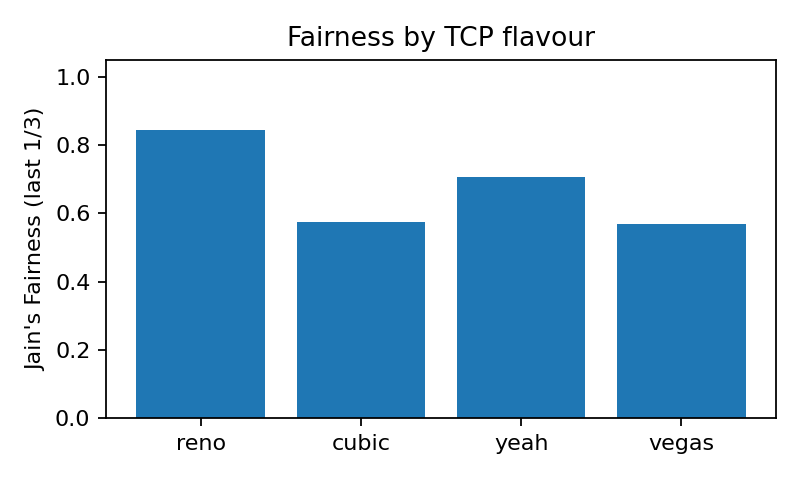 Fairness by TCP flavour
Jain's Fairness (last 1/3)
1.0
0.8
0.6
0.4
0.2
0.0
reno cubic yeah vegas